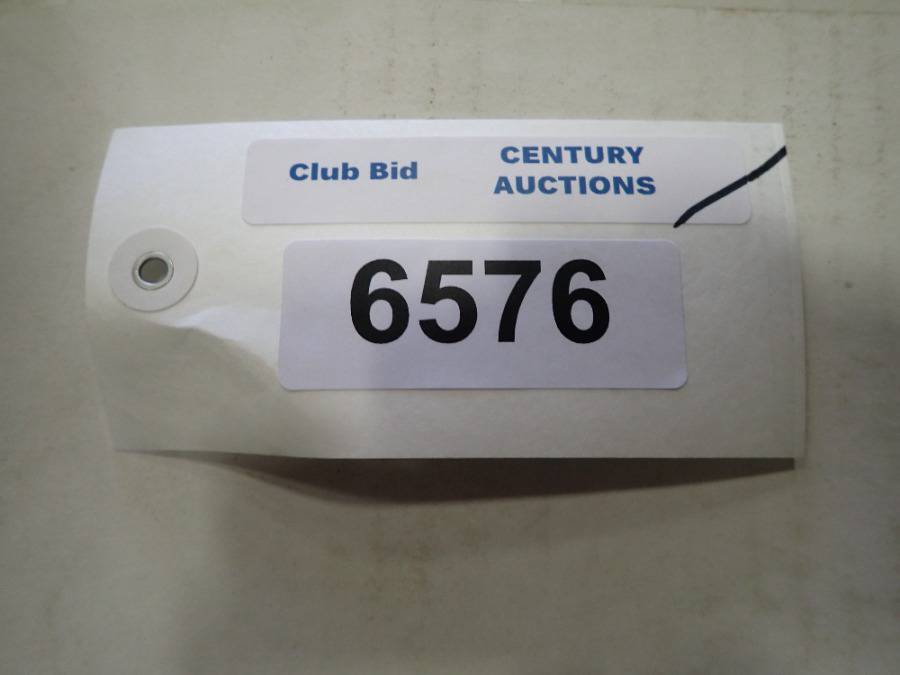 Club Bid
CENTURY
AUCTIONS
6576